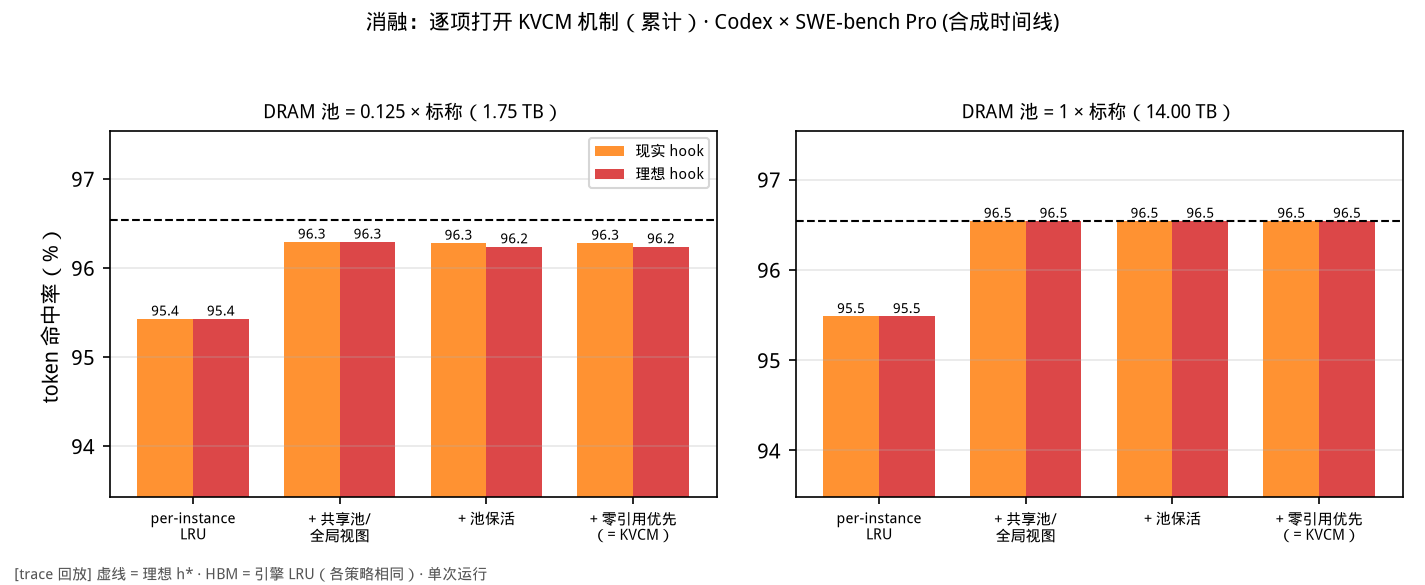 消融：逐项打开 KVCM 机制（累计）· Codex × SWE-bench Pro (合成时间线)
DRAM 池 = 0.125 × 标称（1.75 TB）
token 命中率（%）
97
96
95
94
现实 hook
理想 hook
95.4
95.4
96.3
96.3
96.3
96.2
96.3
96.2
per-instance
LRU
+ 共享池/
全局视图
+ 池保活
+ 零引用优先
（= KVCM）
DRAM 池 = 1 × 标称（14.00 TB）
97
96
95
94
95.5
95.5
96.5
96.5
96.5
96.5
96.5
96.5
per-instance
LRU
+ 共享池/
全局视图
+ 池保活
+ 零引用优先
（= KVCM）
[trace 回放] 虚线 = 理想 h* · HBM = 引擎 LRU（各策略相同）· 单次运行